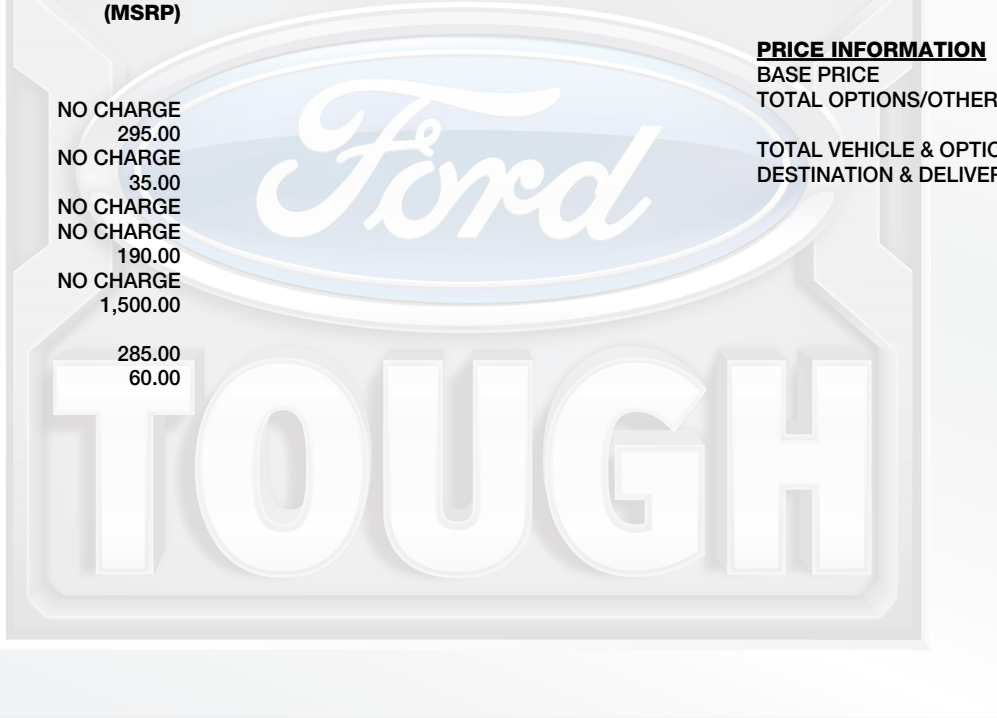 (MSRP)
NO CHARGE
295.00
NO CHARGE
35.00
NO CHARGE
NO CHARGE
190.00
NO CHARGE
1,500.00
285.00
60.00
PRICE INFORMATION
BASE PRICE
TOTAL OPTIONS/OTHER
TOTAL VEHICLE & OPTIO
DESTINATION & DELIVER
Ford
TOUGH